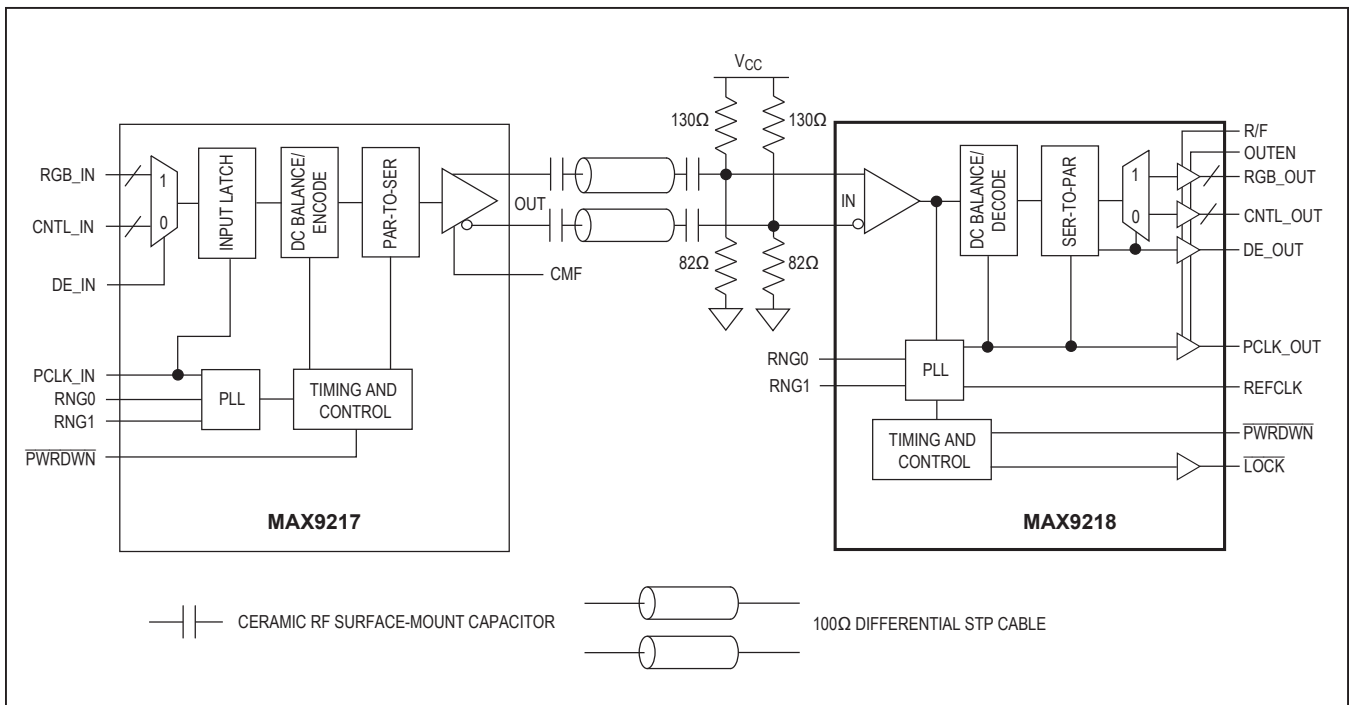 VCC
130Ω
130Ω
82Ω
82Ω
RGB_IN
CNTL_IN
DE_IN
PCLK_IN
RNG0
RNG1
PWRDWN
1
0
INPUT LATCH
DC BALANCE/
ENCODE
PAR-TO-SER
PLL
TIMING AND
CONTROL
OUT
CMF
MAX9217
IN
DC BALANCE/
DECODE
SER-TO-PAR
1
0
RNG0
RNG1
PLL
TIMING AND
CONTROL
R/F
OUTEN
RGB_OUT
CNTL_OUT
DE_OUT
PCLK_OUT
REFCLK
PWRDWN
LOCK
MAX9218
CERAMIC RF SURFACE-MOUNT CAPACITOR
100Ω DIFFERENTIAL STP CABLE